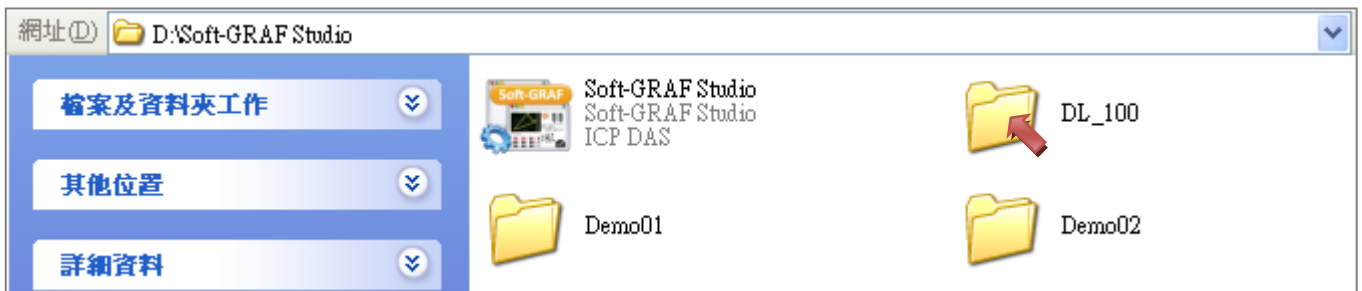 網址(D) D:\Soft-GRAF Studio
檔案及資料夾工作
其他位置
詳細資料
Soft-GRAF
Soft-GRAF Studio
Soft-GRAF Studio
ICP DAS
DL_100
Demo01
Demo02